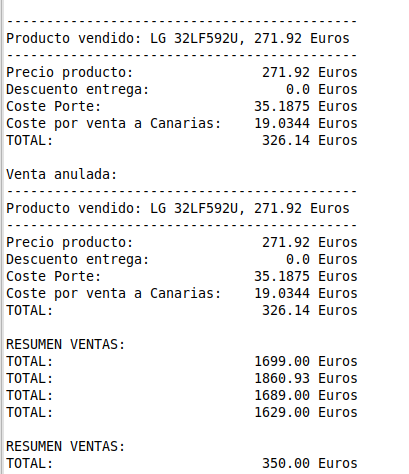 -------------------------------------------
Producto vendido: LG 32LF592U, 271.92 Euros
-------------------------------------------
Precio producto: 271.92 Euros
Descuento entrega: 0.0 Euros
Coste Porte: 35.1875 Euros
Coste por venta a Canarias: 19.0344 Euros
TOTAL: 326.14 Euros
Venta anulada:
-------------------------------------------
Producto vendido: LG 32LF592U, 271.92 Euros
-------------------------------------------
Precio producto: 271.92 Euros
Descuento entrega: 0.0 Euros
Coste Porte: 35.1875 Euros
Coste por venta a Canarias: 19.0344 Euros
TOTAL: 326.14 Euros
RESUMEN VENTAS:
TOTAL: 1699.00 Euros
TOTAL: 1860.93 Euros
TOTAL: 1689.00 Euros
TOTAL: 1629.00 Euros
RESUMEN VENTAS:
TOTAL: 350.00 Euros